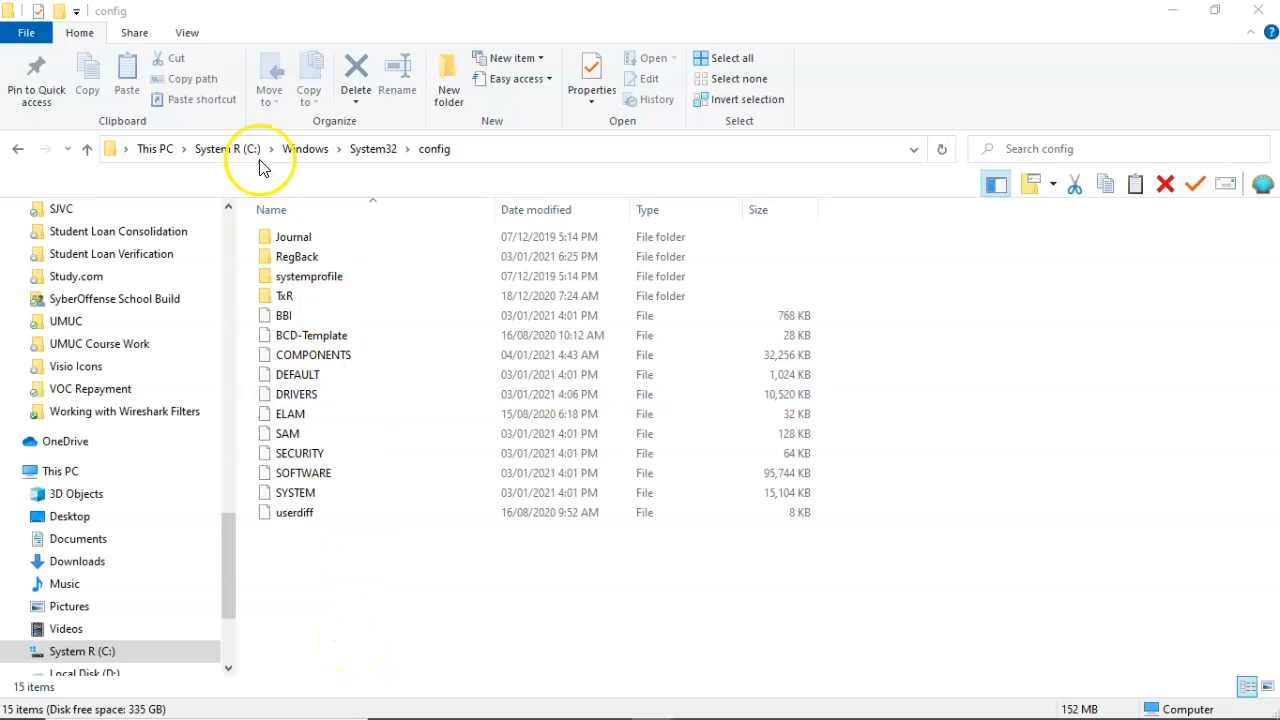 config
File Home Share View
Pin to Quick access
Copy
Paste
Cut
Copy path
Paste shortcut
Clipboard
Move to
Copy to
Delete
Rename
Organize
New folder
New item
Easy access
New
Properties
Open
Edit
History
Open
Select all
Select none
Invert selection
Select
This PC > System R (C:) > Windows > System32 > config
Search config
SJVC
Student Loan Consolidation
Student Loan Verification
Study.com
SyberOffense School Build
UMUC
UMUC Course Work
Visio Icons
VOC Repayment
Working with Wireshark Filters
OneDrive
This PC
3D Objects
Desktop
Documents
Downloads
Music
Pictures
Videos
System R (C:)
Local Disk (D:)
Name Date modified Type Size
Journal 07/12/2019 5:14 PM File folder
RegBack 03/01/2021 6:25 PM File folder
systemprofile 07/12/2019 5:14 PM File folder
TxR 18/12/2020 7:24 AM File folder
BBI 03/01/2021 4:01 PM File 768 KB
BCD-Template 16/08/2020 10:12 AM File 28 KB
COMPONENTS 04/01/2021 4:43 AM File 32,256 KB
DEFAULT 03/01/2021 4:01 PM File 1,024 KB
DRIVERS 03/01/2021 4:06 PM File 10,520 KB
ELAM 15/08/2020 6:18 PM File 32 KB
SAM 03/01/2021 4:01 PM File 128 KB
SECURITY 03/01/2021 4:01 PM File 64 KB
SOFTWARE 03/01/2021 4:01 PM File 95,744 KB
SYSTEM 03/01/2021 4:01 PM File 15,104 KB
userdiff 16/08/2020 9:52 AM File 8 KB
15 items
15 items (Disk free space: 335 GB) 152 MB Computer